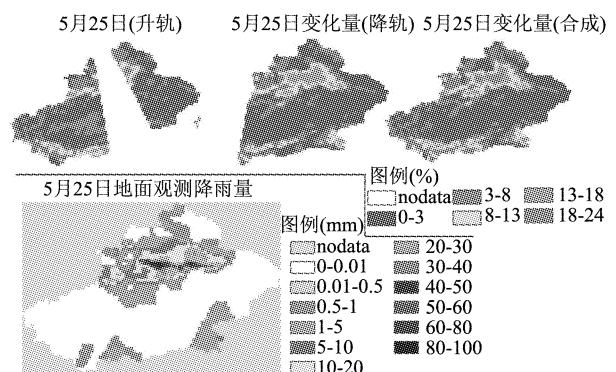 5月25日(升轨)
5月25日变化量(降轨)
5月25日变化量(合成)
图例(%)
nodata
3-8
13-18
0-3
8-13
18-24
5月25日地面观测降雨量
图例(mm)
nodata
20-30
0-0.01
30-40
0.01-0.5
40-50
0.5-1
50-60
1-5
60-80
5-10
80-100
10-20